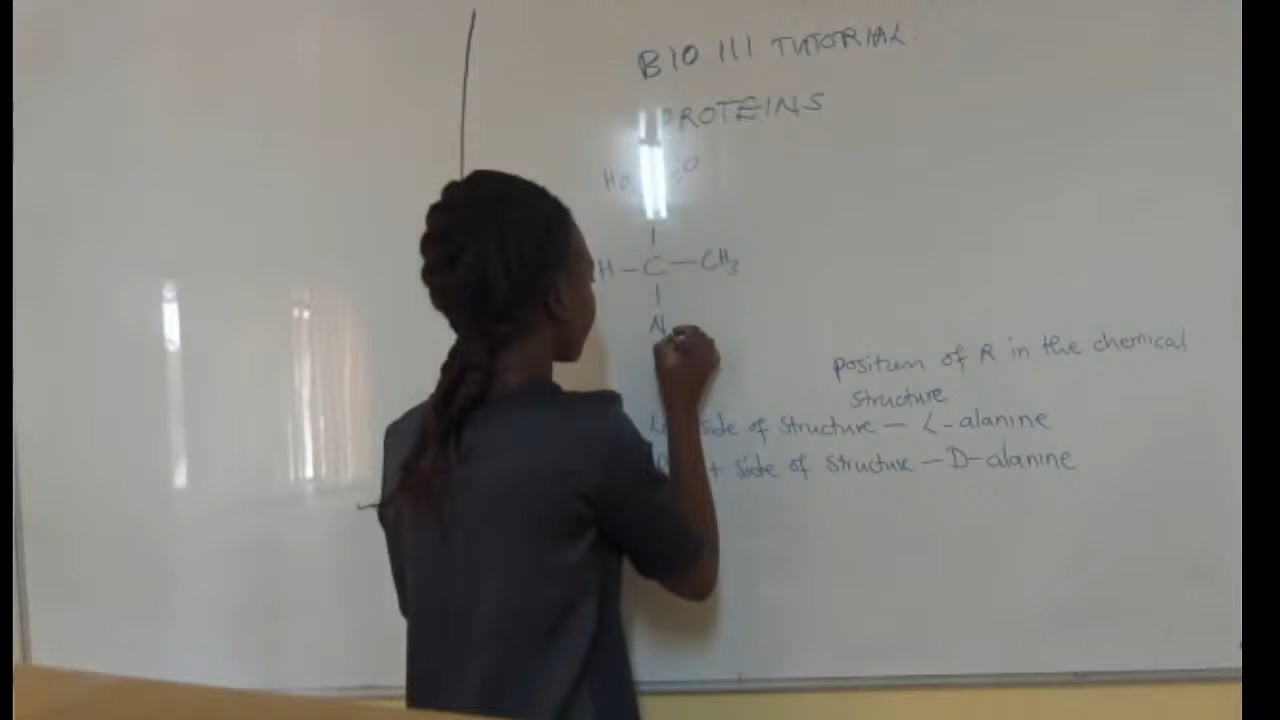 BIO 111 TUTORIAL.
PROTEINS
HO O
H-C-CH3
N
position of R in the chemical
structure
side of structure - L-alanine
side of structure - D-alanine